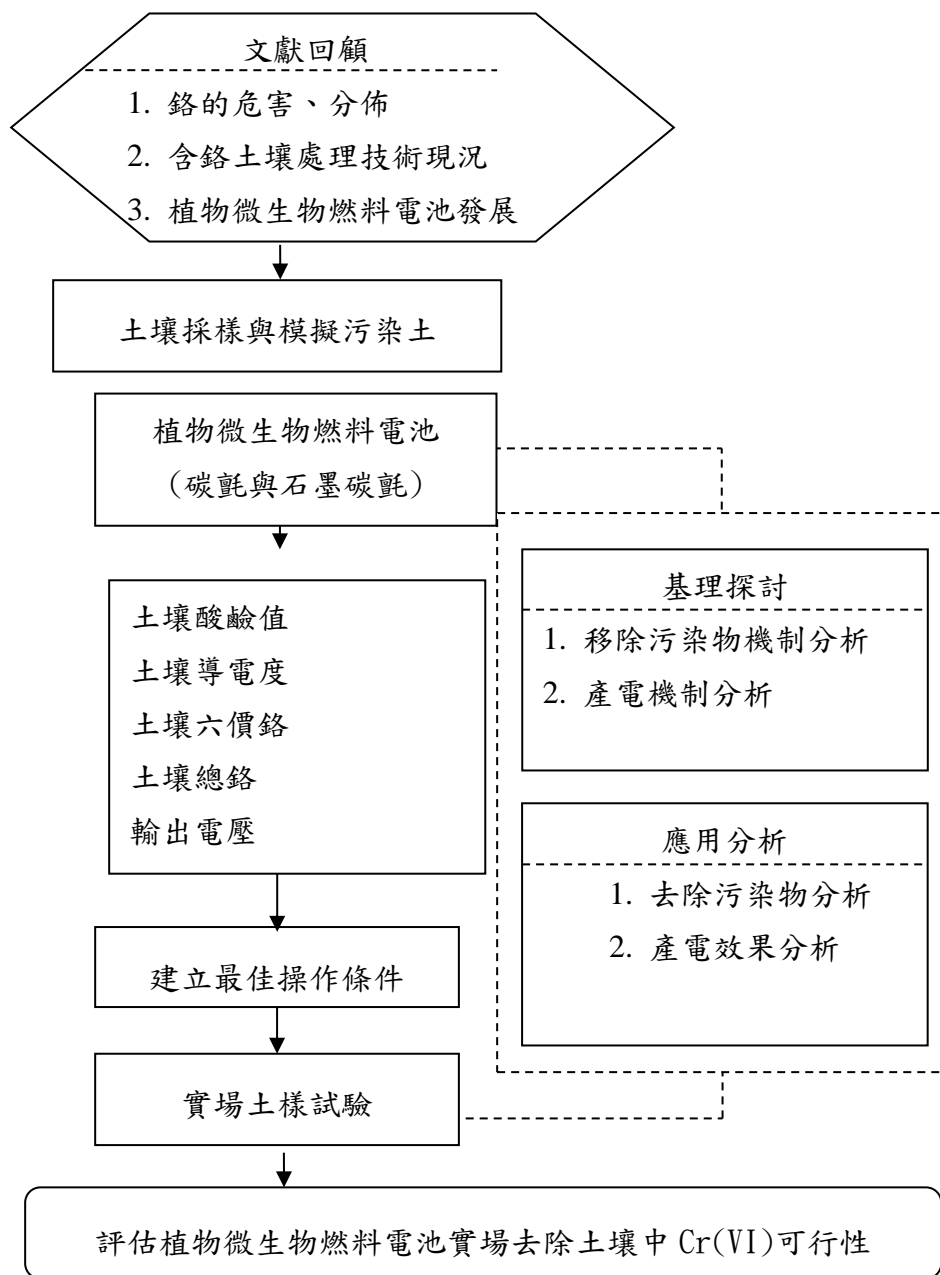 文獻回顧
1. 鉻的危害、分佈
2. 含鉻土壤處理技術現況
3. 植物微生物燃料電池發展
土壤採樣與模擬污染土
植物微生物燃料電池
(碳氈與石墨碳氈)
土壤酸鹼值
土壤導電度
土壤六價鉻
土壤總鉻
輸出電壓
基理探討
1. 移除污染物機制分析
2. 產電機制分析
應用分析
1. 去除污染物分析
2. 產電效果分析
建立最佳操作條件
實場土樣試驗
評估植物微生物燃料電池實場去除土壤中 Cr(VI)可行性